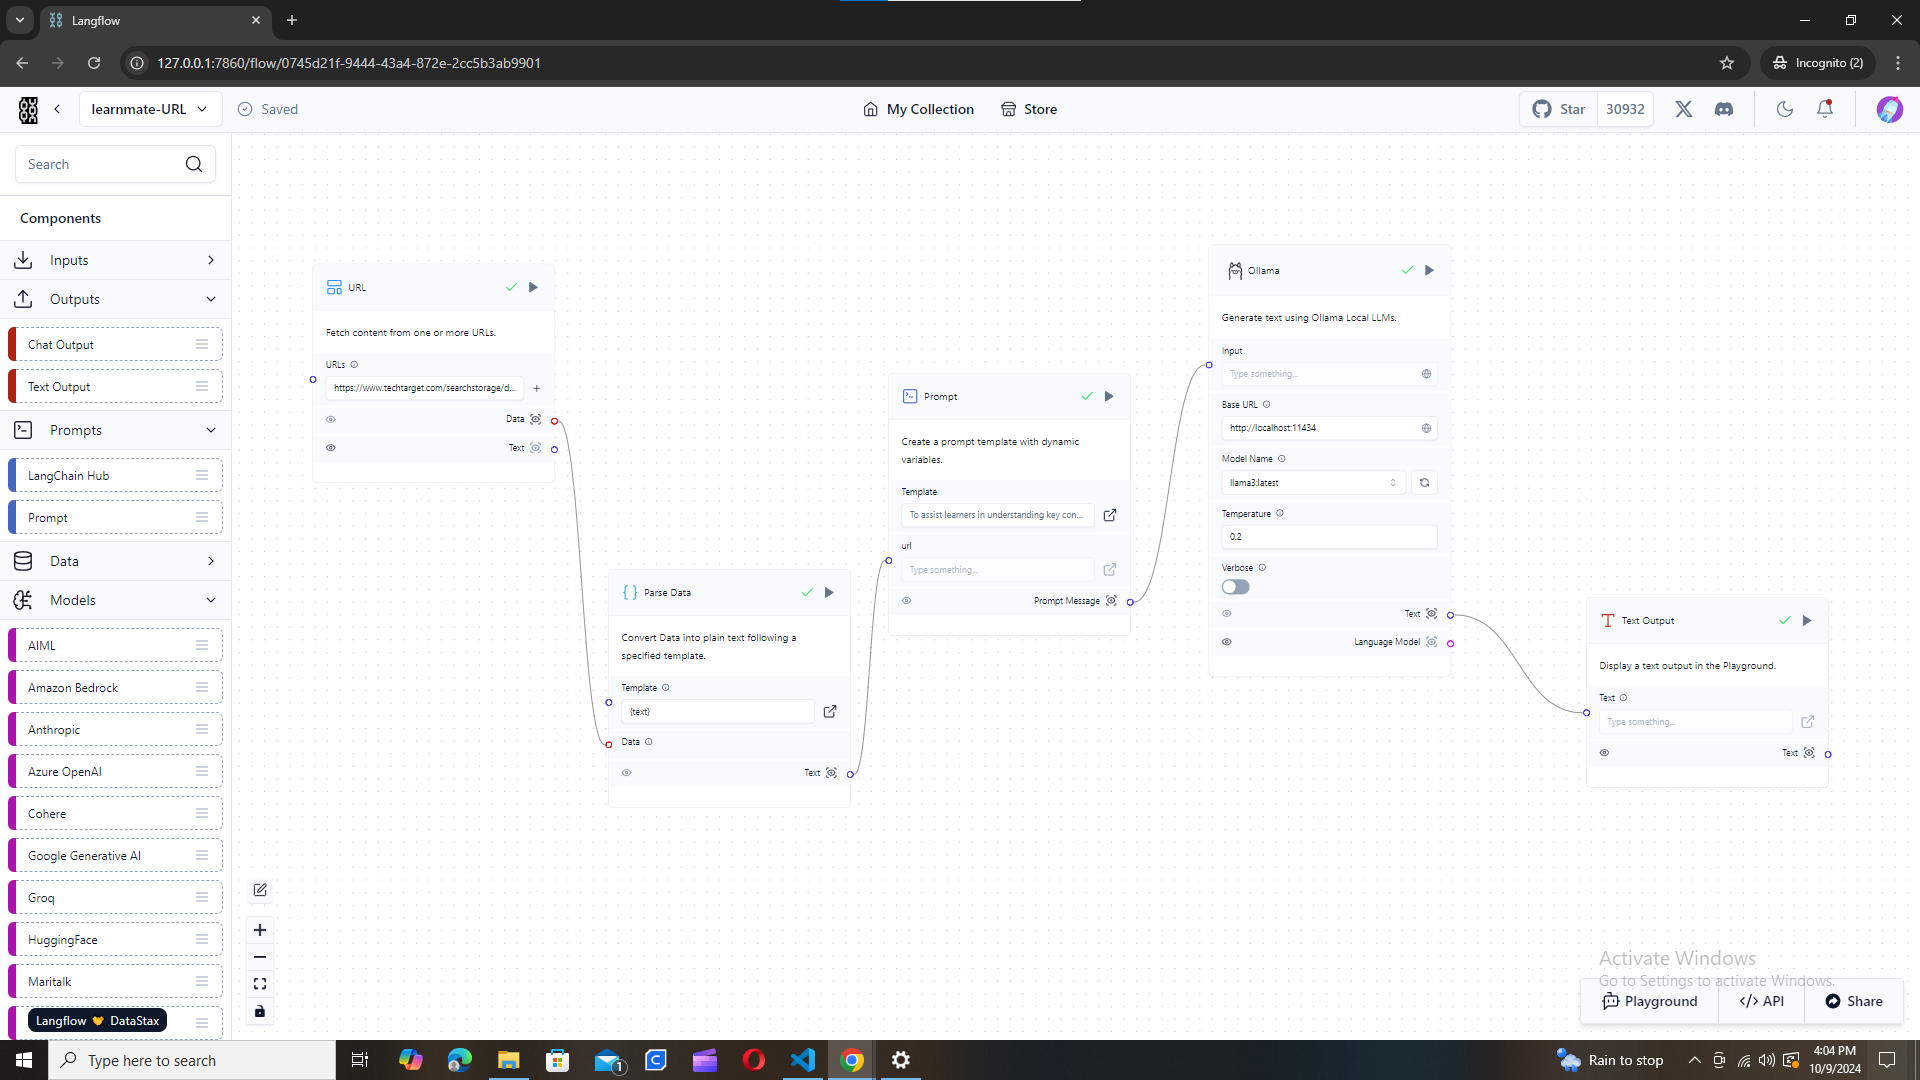 Langflow
127.0.0.1:7860/flow/0745d21f-9444-43a4-872e-2cc5b3ab9901
Incognito (2)
learnmate-URL
Saved
My Collection
Store
Star
30932
Search
Components
Inputs
Outputs
Chat Output
Text Output
Prompts
LangChain Hub
Prompt
Data
Models
AIML
Amazon Bedrock
Anthropic
Azure OpenAI
Cohere
Google Generative AI
Groq
HuggingFace
Maritalk
Langflow DataStax
URL
Fetch content from one or more URLs.
URLs
https://www.techtarget.com/searchstorage/d...
Data
Text
Parse Data
Convert Data into plain text following a
specified template.
Template
{text}
Data
Text
Prompt
Create a prompt template with dynamic
variables.
Template
To assist learners in understanding key con...
url
Type something...
Prompt Message
Ollama
Generate text using Ollama Local LLMs.
Input
Type something...
Base URL
http://localhost:11434
Model Name
llama3:latest
Temperature
0.2
Verbose
Text
Language Model
Text Output
Display a text output in the Playground.
Text
Type something...
Text
Activate Windows
Go to Settings to activate Windows.
Playground
API
Share
Type here to search
1
Rain to stop
4:04 PM
10/9/2024